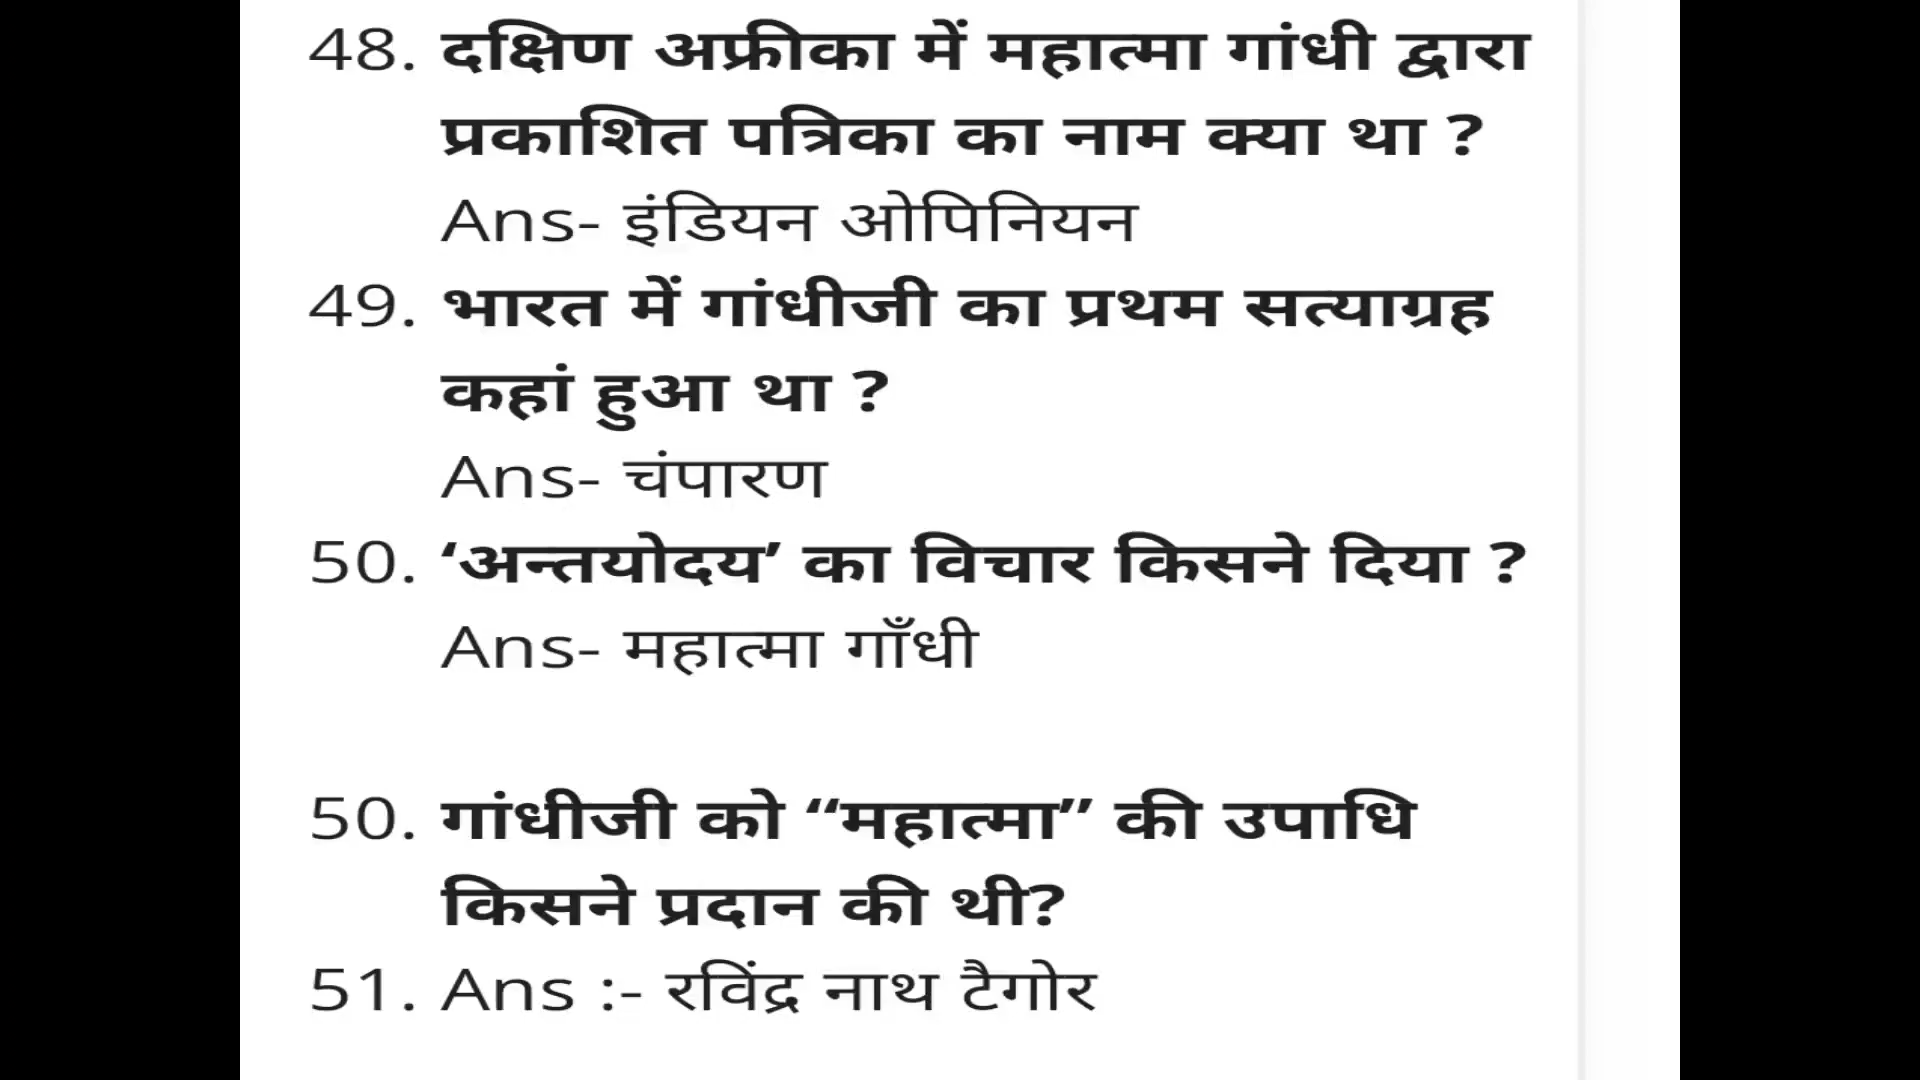 48. दक्षिण अफ्रीका में महात्मा गांधी द्वारा
प्रकाशित पत्रिका का नाम क्या था ?
Ans- इंडियन ओपिनियन
49. भारत में गांधीजी का प्रथम सत्याग्रह
कहां हुआ था ?
Ans- चंपारण
50. ‘अन्तयोदय’ का विचार किसने दिया ?
Ans- महात्मा गाँधी
50. गांधीजी को “महात्मा” की उपाधि
किसने प्रदान की थी?
51. Ans :- रविंद्र नाथ टैगोर